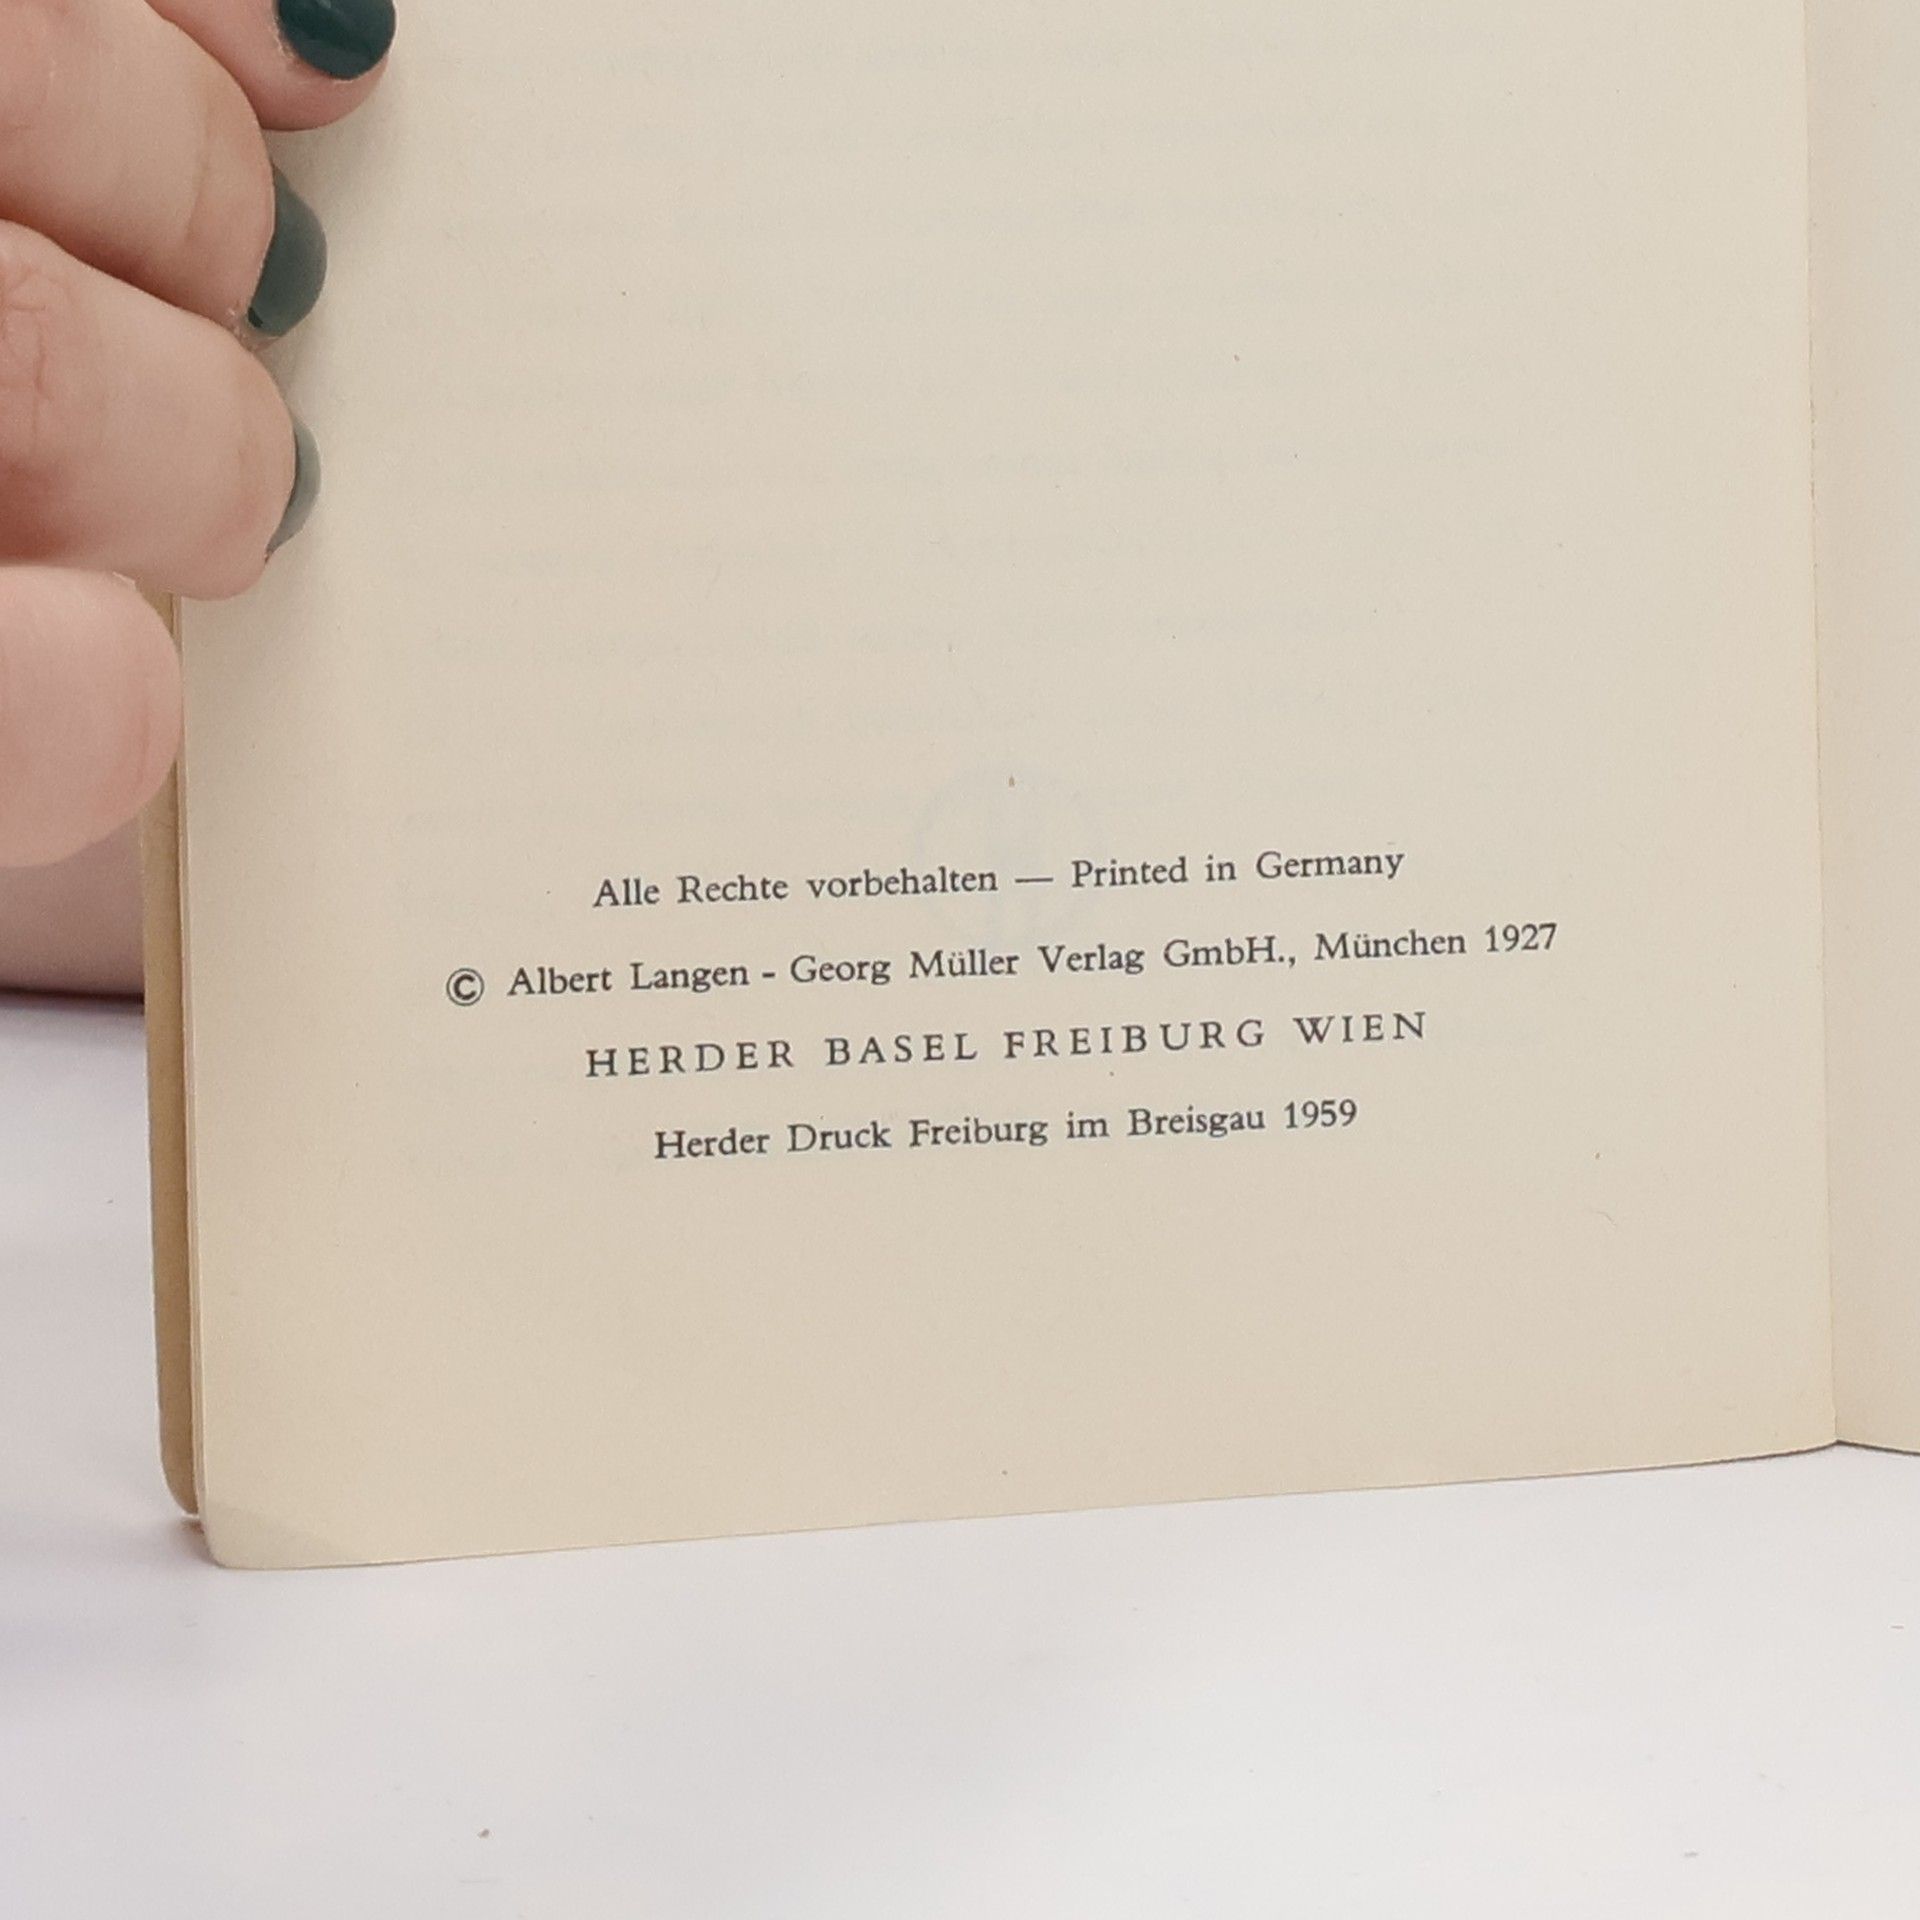 Alle Rechte vorbehalten — Printed in Germany
© Albert Langen - Georg Müller Verlag GmbH., München 1927
HERDER BASEL FREIBURG WIEN
Herder Druck Freiburg im Breisgau 1959